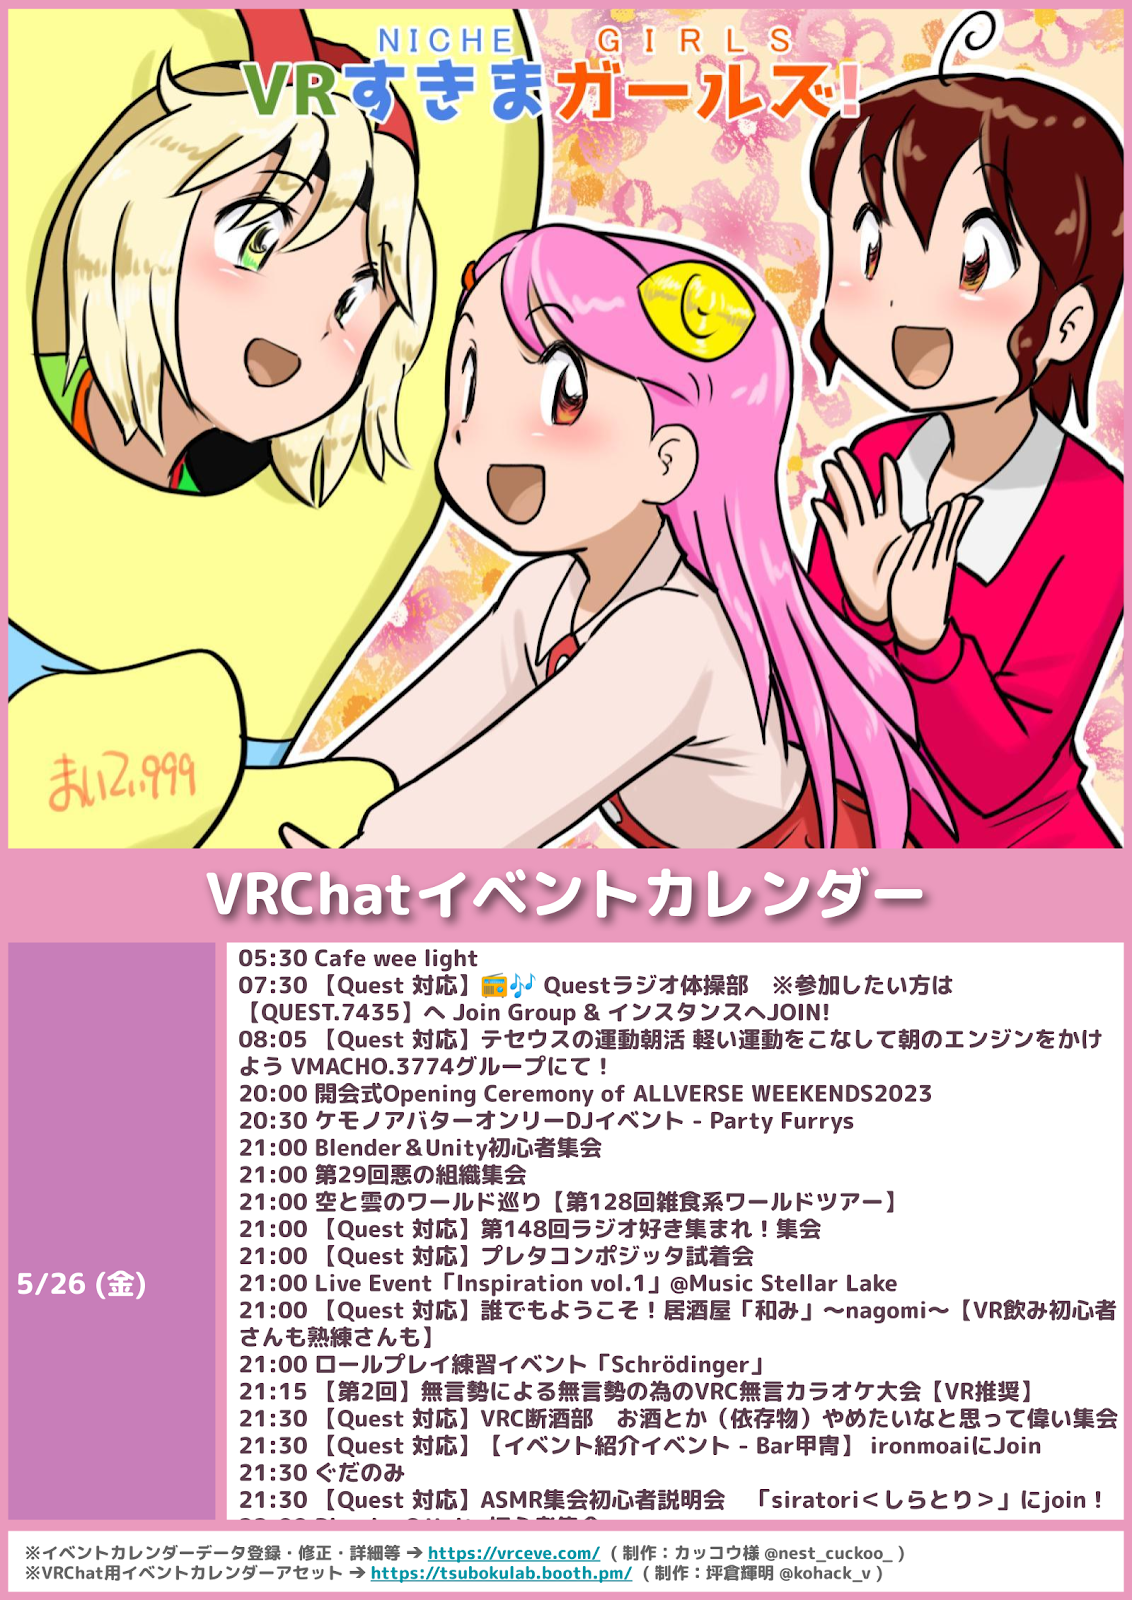 NICHE GIRLS
VRすきまガールズ!
まいてぃ999
VRChatイベントカレンダー
5/26 (金)
05:30 Cafe wee light
07:30 【Quest 対応】📻🎶 Questラジオ体操部　※参加したい方は
【QUEST.7435】へ Join Group & インスタンスへJOIN!
08:05 【Quest 対応】テセウスの運動朝活 軽い運動をこなして朝のエンジンをかけ
よう VMACHO.3774グループにて！
20:00 開会式Opening Ceremony of ALLVERSE WEEKENDS2023
20:30 ケモノアバターオンリーDJイベント - Party Furrys
21:00 Blender＆Unity初心者集会
21:00 第29回悪の組織集会
21:00 空と雲のワールド巡り【第128回雑食系ワールドツアー】
21:00 【Quest 対応】第148回ラジオ好き集まれ！集会
21:00 【Quest 対応】プレタコンポジッタ試着会
21:00 Live Event「Inspiration vol.1」@Music Stellar Lake
21:00 【Quest 対応】誰でもようこそ！居酒屋「和み」～nagomi～【VR飲み初心者
さんも熟練さんも】
21:00 ロールプレイ練習イベント「Schrödinger」
21:15 【第2回】無言勢による無言勢の為のVRC無言カラオケ大会【VR推奨】
21:30 【Quest 対応】VRC断酒部　お酒とか（依存物）やめたいなと思って偉い集会
21:30 【Quest 対応】【イベント紹介イベント - Bar甲冑】 ironmoaiにJoin
21:30 ぐだのみ
21:30 【Quest 対応】ASMR集会初心者説明会　「siratori＜しらとり＞」にjoin！
※イベントカレンダーデータ登録・修正・詳細等 ➔ https://vrceve.com/ ( 制作：カッコウ様 @nest_cuckoo_ )
※VRChat用イベントカレンダーアセット ➔ https://tsubokulab.booth.pm/ ( 制作：坪倉輝明 @kohack_v )